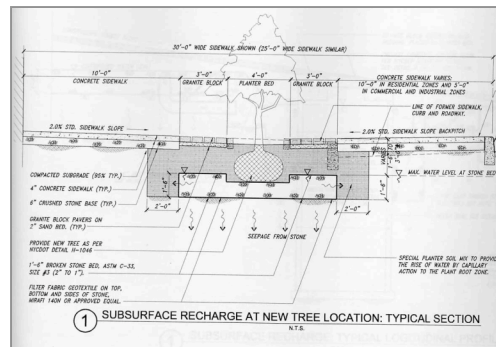 30'-0" WIDE SIDEWALK SHOWN (25'-0" WIDE SIDEWALK SIMILAR)
10'-0"
CONCRETE SIDEWALK
3'-0"
GRANITE BLOCK
4'-0"
PLANTER BED
3'-0"
GRANITE BLOCK
CONCRETE SIDEWALK VARIES:
10'-0" IN RESIDENTIAL ZONES AND 5'-0"
IN COMMERCIAL AND INDUSTRIAL ZONES
LINE OF FORMER SIDEWALK,
CURB AND ROADWAY.
2.0% STD. SIDEWALK SLOPE
2.0% STD. SIDEWALK BACKPITCH
VARIES
MAX. WATER LEVEL AT STONE BED
COMPACTED SUBGRADE (95% TYP.)
4" CONCRETE SIDEWALK (TYP.)
6" CRUSHED STONE BASE (TYP.)
1'-6"
1'-6"
2'-0"
2'-0"
GRANITE BLOCK PAVERS ON
2" SAND BED. (TYP.)
PROVIDE NEW TREE AS PER
NYCDOT DETAIL H-1046
SEEPAGE FROM STONE
1'-6" BROKEN STONE BED, ASTM C-33,
SIZE #3 (2" TO 1").
FILTER FABRIC GEOTEXTILE ON TOP,
BOTTOM AND SIDES OF STONE,
MIRAFI 140N OR APPROVED EQUAL.
SPECIAL PLANTER SOIL MIX TO PROVID
THE RISE OF WATER BY CAPILLARY
ACTION TO THE PLANT ROOT ZONE.
1 SUBSURFACE RECHARGE AT NEW TREE LOCATION: TYPICAL SECTION
N.T.S.